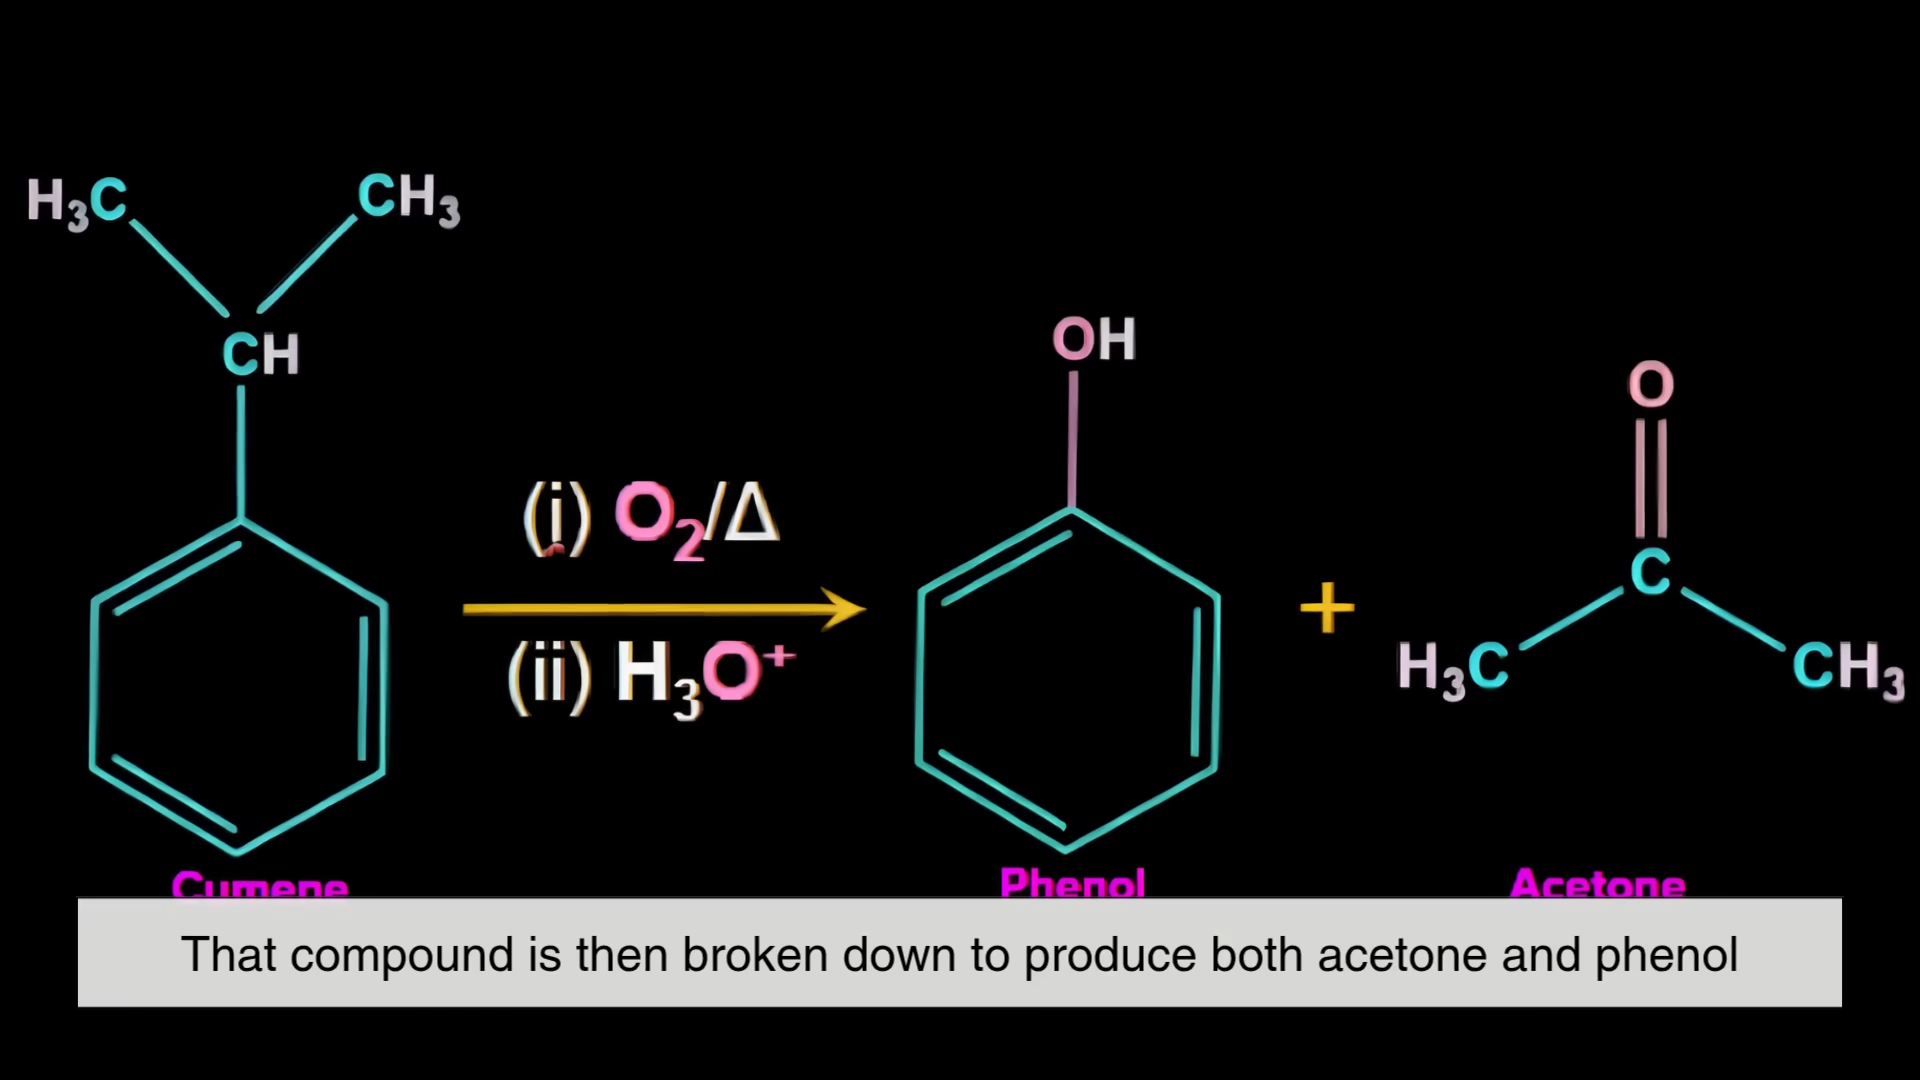 H₃C CH₃
CH
OH
O
(i) O₂/Δ
C
(ii) H₃O⁺
+
H₃C CH₃
Cumene Phenol Acetone
That compound is then broken down to produce both acetone and phenol